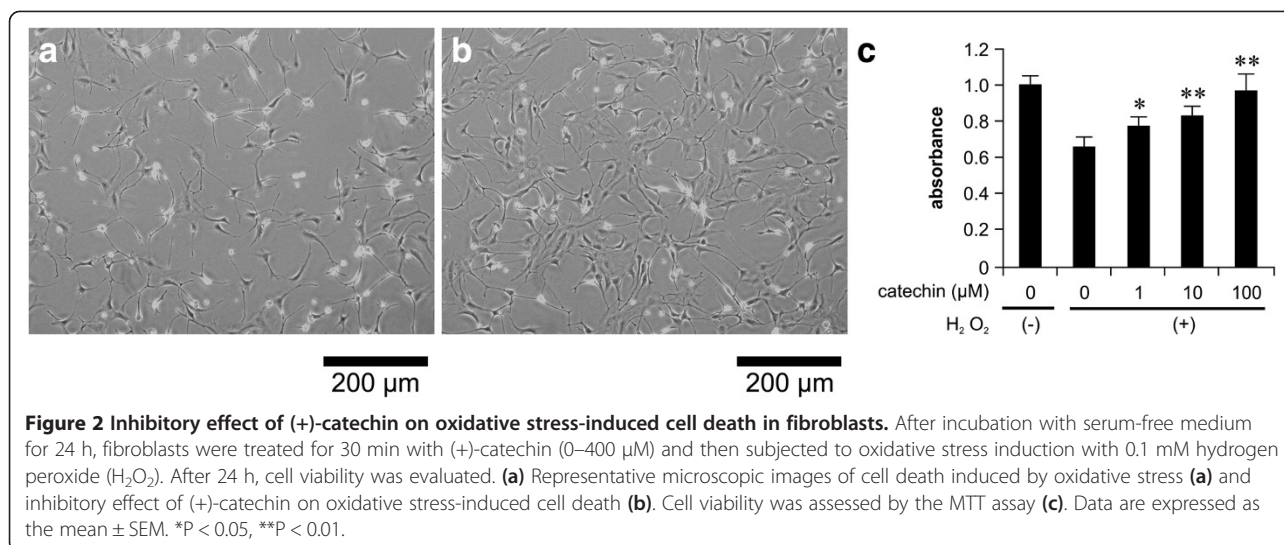 a
b
c
1.2
1.0
0.8
0.6
0.4
0.2
0
absorbance
*
**
**
catechin (µM) 0 0 1 10 100
H₂ O₂ (-) (+)
200 µm
200 µm
Figure 2 Inhibitory effect of (+)-catechin on oxidative stress-induced cell death in fibroblasts. After incubation with serum-free medium
for 24 h, fibroblasts were treated for 30 min with (+)-catechin (0–400 µM) and then subjected to oxidative stress induction with 0.1 mM hydrogen
peroxide (H₂O₂). After 24 h, cell viability was evaluated. (a) Representative microscopic images of cell death induced by oxidative stress (a) and
inhibitory effect of (+)-catechin on oxidative stress-induced cell death (b). Cell viability was assessed by the MTT assay (c). Data are expressed as
the mean ± SEM. *P < 0.05, **P < 0.01.